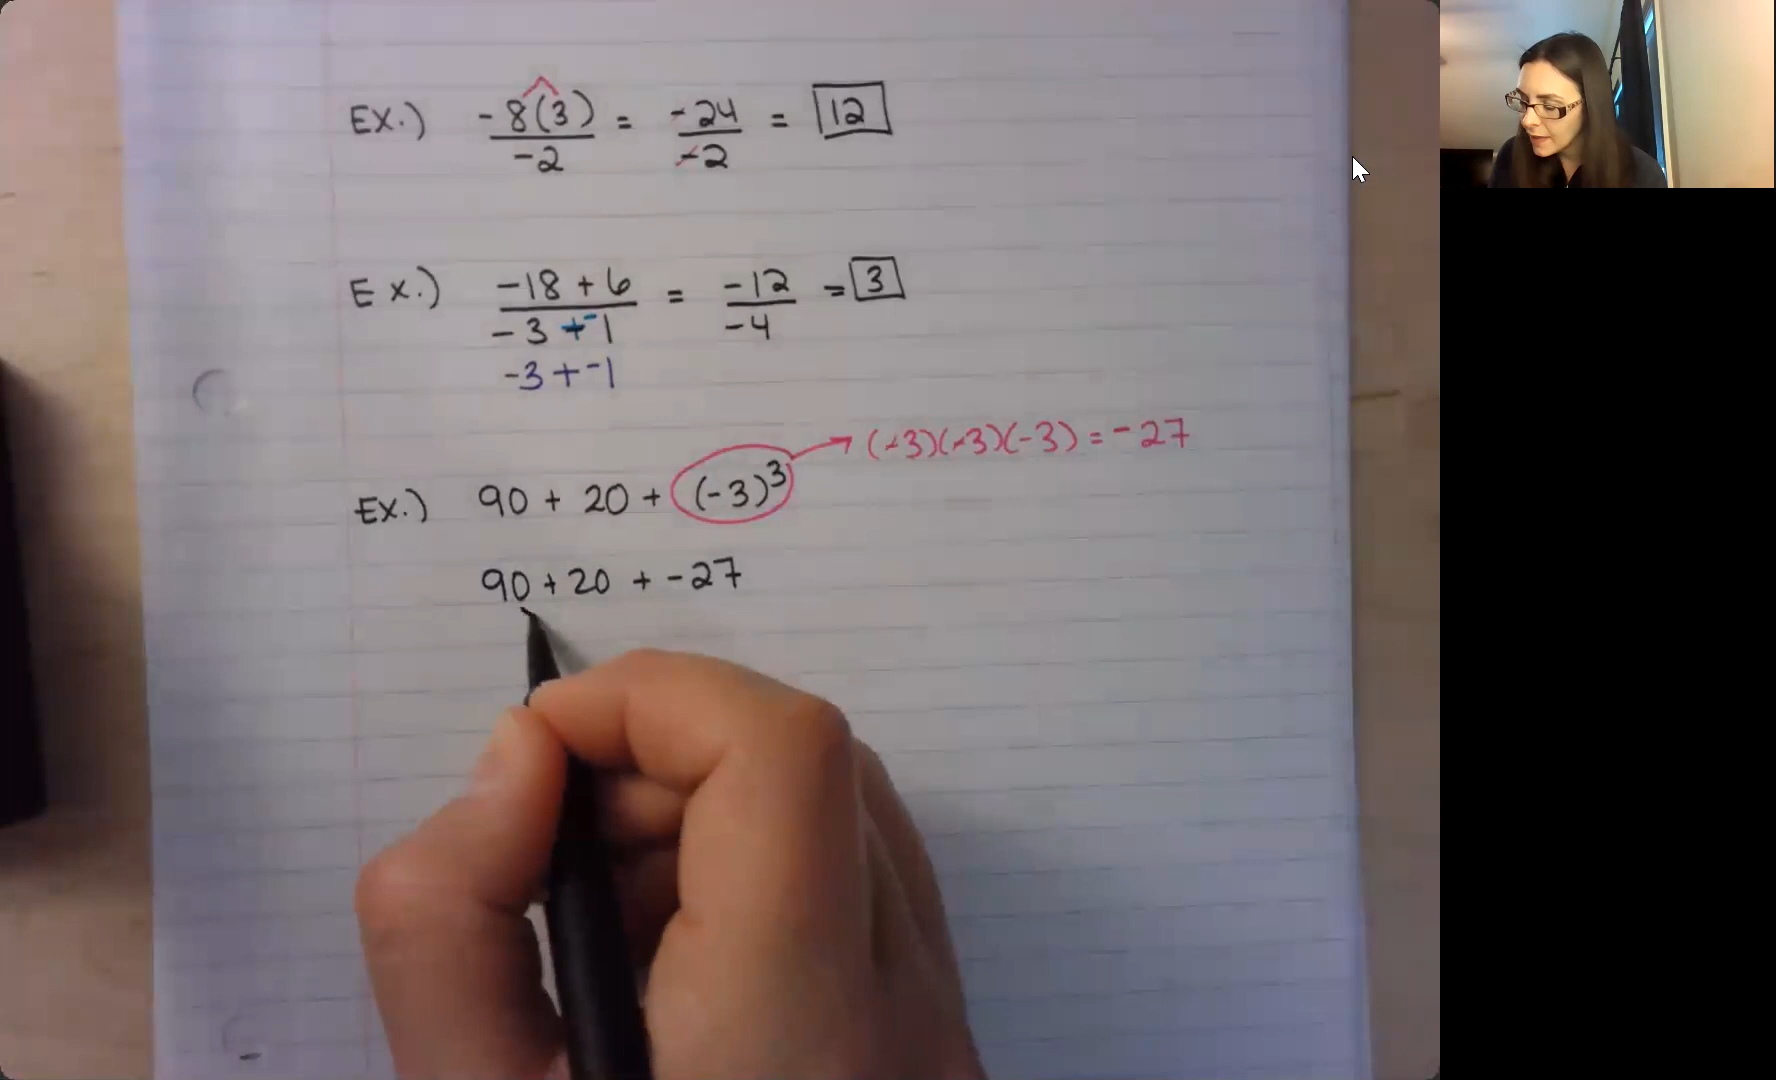 EX.) -8(3)/-2 = -24/-2 = 12
EX.) -18 + 6/-3 +-1 = -12/-4 = 3
-3 + -1
(-3)(-3)(-3) = -27
EX.) 90 + 20 + (-3)³
90 + 20 + -27